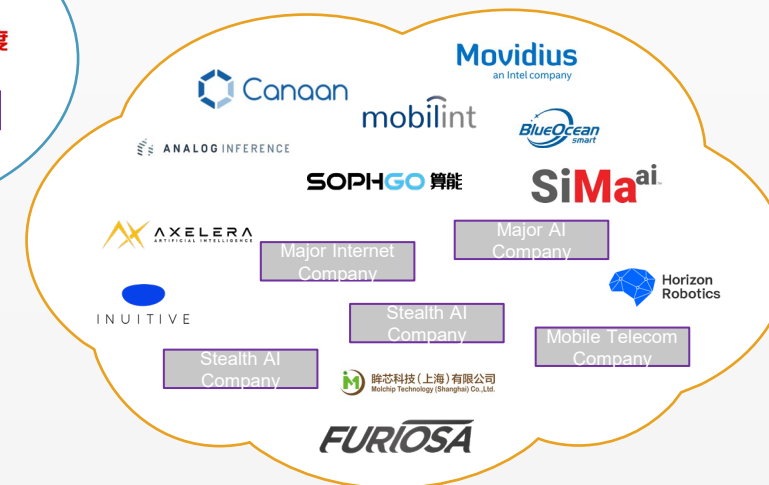 度
Movidius
an Intel company
Canaan
mobilint
BlueOcean
smart
ANALOG INFERENCE
SOPHGO 算能
SiMa ai
AXELERA
ARTIFICIAL INTELLIGENCE
Major AI
Company
Major Internet
Company
Horizon
Robotics
INUITIVE
Stealth AI
Company
Mobile Telecom
Company
Stealth AI
Company
眸芯科技(上海)有限公司
Molchip Technology (Shanghai) Co.,Ltd.
FURIOSA